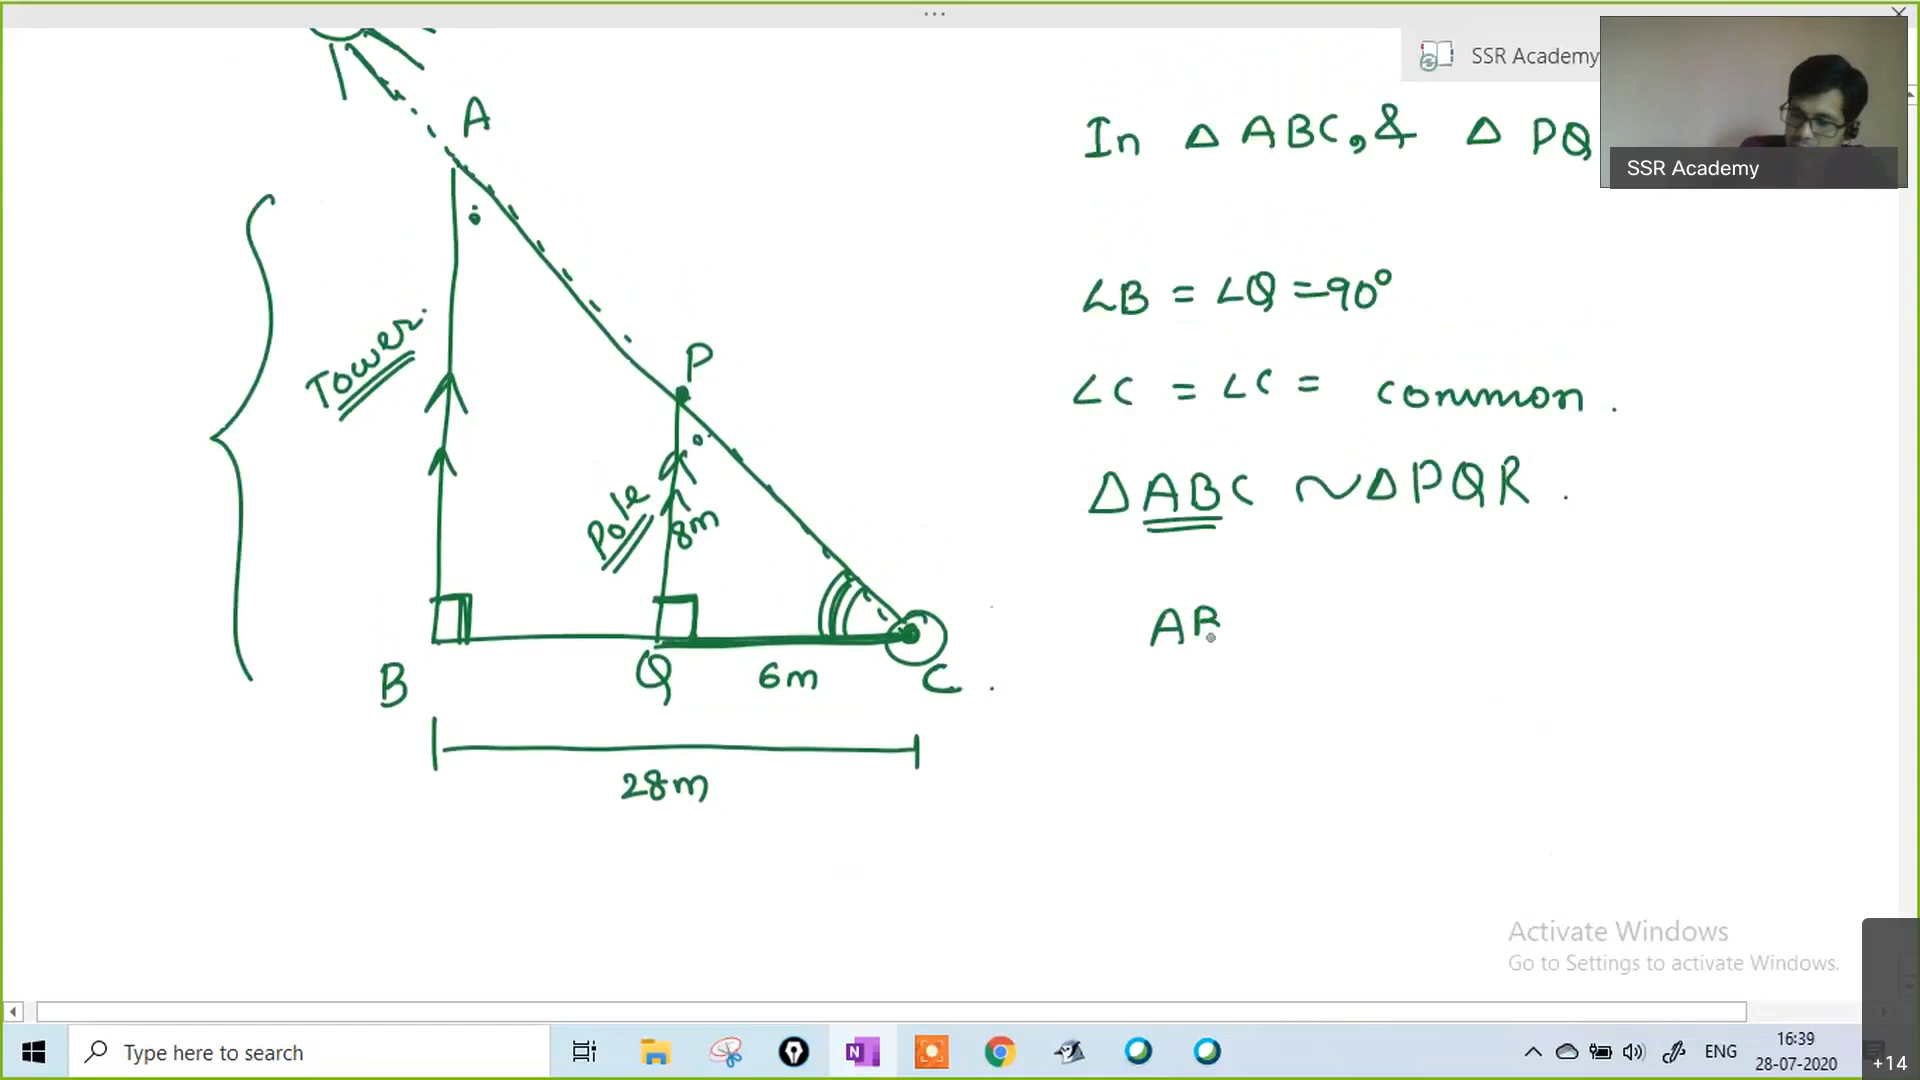 SSR Academy
SSR Academy
A
In △ ABC, & △ PQ
∠B = ∠Q = 90°
Tower.
P
∠C = ∠C = common.
△ABC ~ △PQR.
Pole
8m
AB
B
Q
6m
C
28m
Activate Windows
Go to Settings to activate Windows.
Type here to search
ENG
16:39
28-07-2020
+14